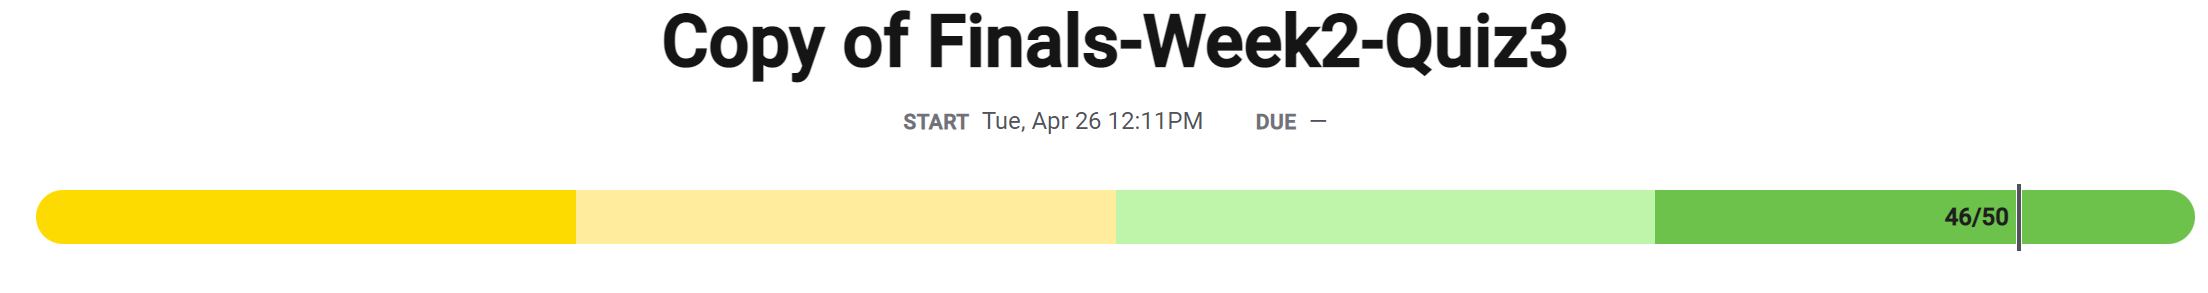 Copy of Finals-Week2-Quiz3
START Tue, Apr 26 12:11PM DUE —
46/50